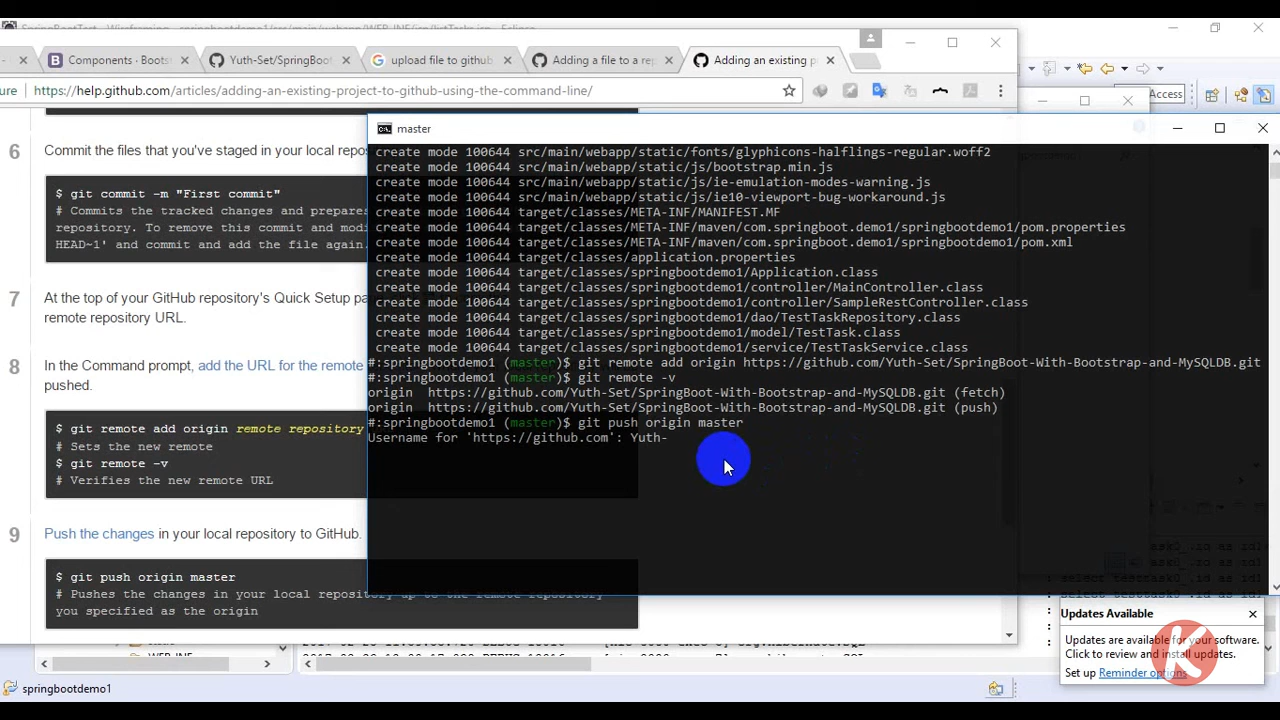 Components · Boots
Yuth-Set/SpringBoo
upload file to github
Adding a file to a re
Adding an existing p
https://help.github.com/articles/adding-an-existing-project-to-github-using-the-command-line/
Access
6
Commit the files that you've staged in your local repo
$ git commit -m "First commit"
# Commits the tracked changes and prepares
repository. To remove this commit and modi
HEAD~1' and commit and add the file again.
7
At the top of your GitHub repository's Quick Setup pa
remote repository URL.
8
In the Command prompt, add the URL for the remote
pushed.
$ git remote add origin remote repository
# Sets the new remote
$ git remote -v
# Verifies the new remote URL
9
Push the changes in your local repository to GitHub.
$ git push origin master
# Pushes the changes in your local repository up to the remote repository
you specified as the origin
master
create mode 100644 src/main/webapp/static/fonts/glyphicons-halflings-regular.woff2
create mode 100644 src/main/webapp/static/js/bootstrap.min.js
create mode 100644 src/main/webapp/static/js/ie-emulation-modes-warning.js
create mode 100644 src/main/webapp/static/js/ie10-viewport-bug-workaround.js
create mode 100644 target/classes/META-INF/MANIFEST.MF
create mode 100644 target/classes/META-INF/maven/com.springboot.demo1/springbootdemo1/pom.properties
create mode 100644 target/classes/META-INF/maven/com.springboot.demo1/springbootdemo1/pom.xml
create mode 100644 target/classes/application.properties
create mode 100644 target/classes/springbootdemo1/Application.class
create mode 100644 target/classes/springbootdemo1/controller/MainController.class
create mode 100644 target/classes/springbootdemo1/controller/SampleRestController.class
create mode 100644 target/classes/springbootdemo1/dao/TestTaskRepository.class
create mode 100644 target/classes/springbootdemo1/model/TestTask.class
create mode 100644 target/classes/springbootdemo1/service/TestTaskService.class
#:springbootdemo1 (master)$ git remote add origin https://github.com/Yuth-Set/SpringBoot-With-Bootstrap-and-MySQLDB.git
#:springbootdemo1 (master)$ git remote -v
origin https://github.com/Yuth-Set/SpringBoot-With-Bootstrap-and-MySQLDB.git (fetch)
origin https://github.com/Yuth-Set/SpringBoot-With-Bootstrap-and-MySQLDB.git (push)
#:springbootdemo1 (master)$ git push origin master
Username for 'https://github.com': Yuth-
Updates Available
Updates are available for your software.
Click to review and install updates.
Set up Reminder options
springbootdemo1